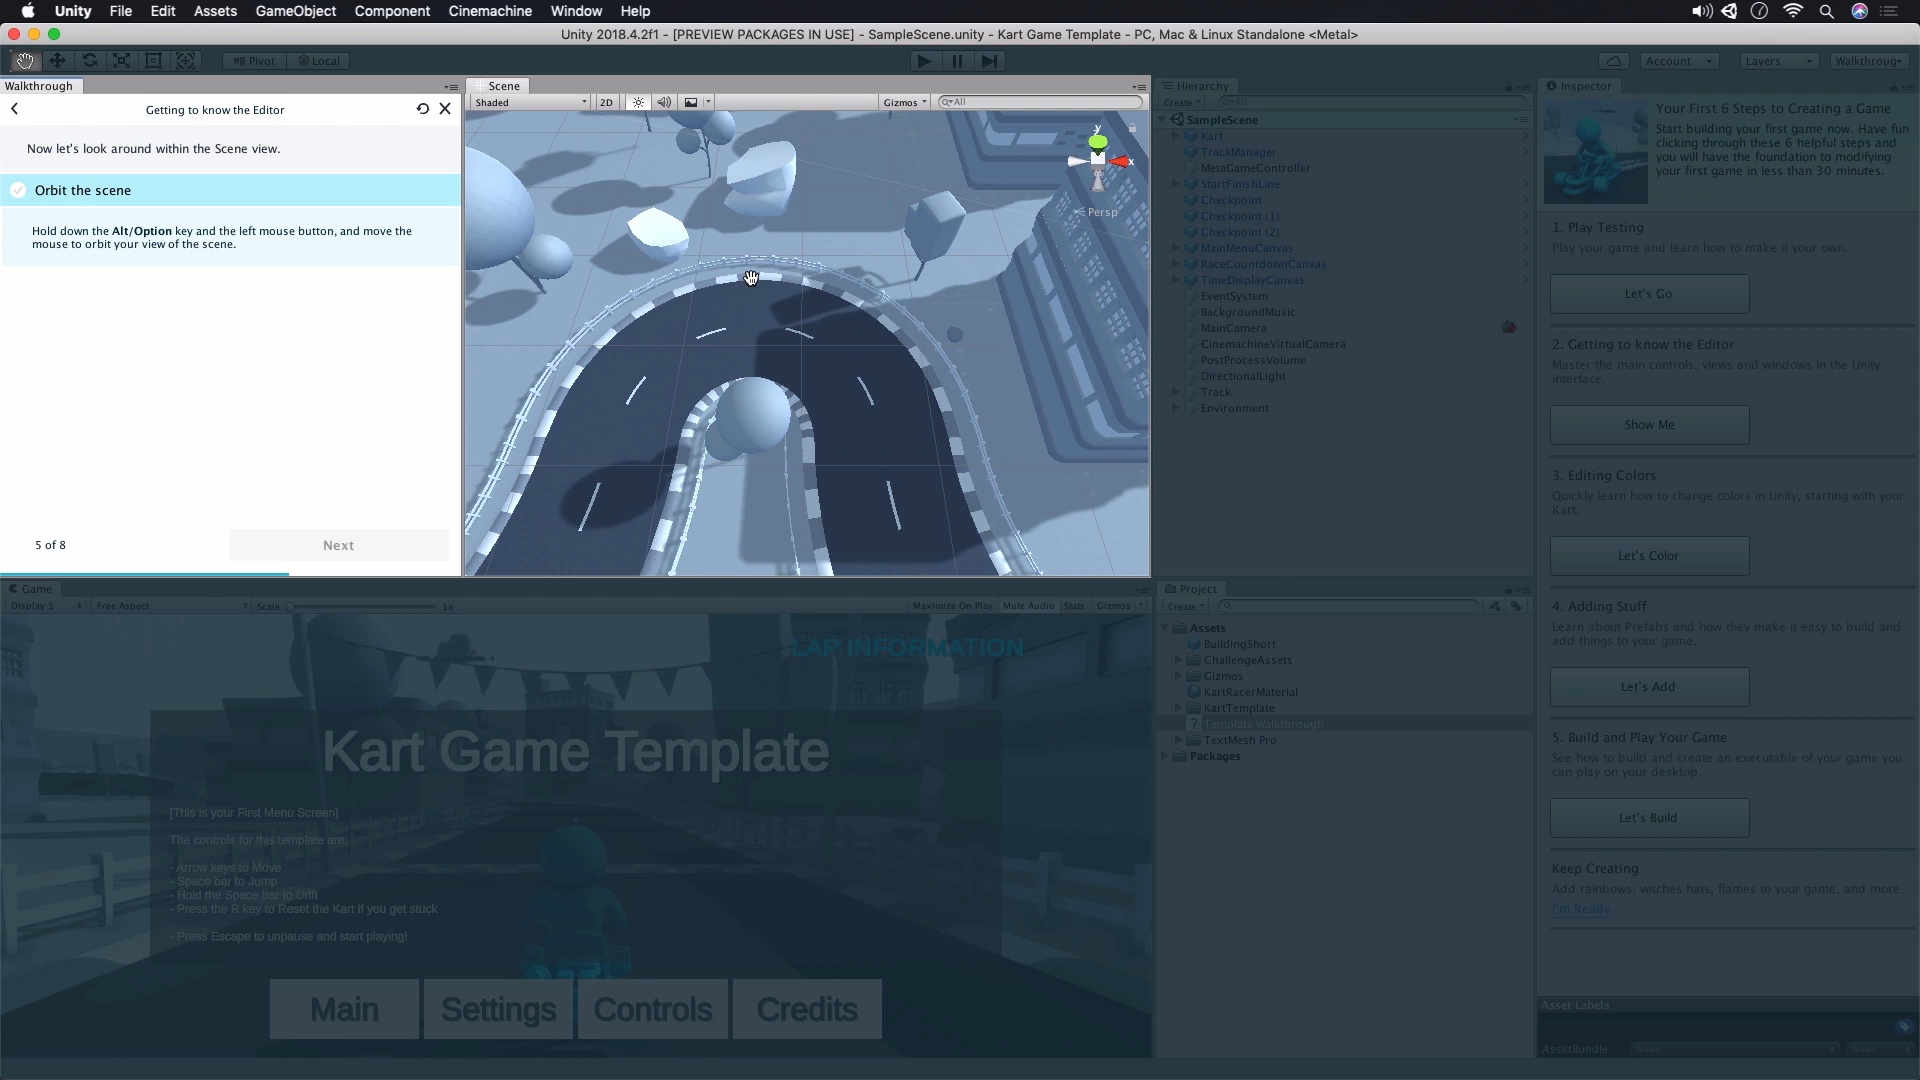 Unity File Edit Assets GameObject Component Cinemachine Window Help
Unity 2018.4.2f1 - [PREVIEW PACKAGES IN USE] - SampleScene.unity - Kart Game Template - PC, Mac & Linux Standalone <Metal>
Pivot Local Account Layers Walkthroug
Walkthrough
Getting to know the Editor
Now let's look around within the Scene view.
Orbit the scene
Hold down the Alt/Option key and the left mouse button, and move the
mouse to orbit your view of the scene.
5 of 8 Next
Scene
Shaded 2D Gizmos All
y
x
Persp
Hierarchy
Create All
SampleScene
Kart
TrackManager
MetaGameController
StartFinishLine
Checkpoint
Checkpoint (1)
Checkpoint (2)
MainMenuCanvas
RaceCountdownCanvas
TimeDisplayCanvas
EventSystem
BackgroundMusic
MainCamera
CinemachineVirtualCamera
PostProcessVolume
DirectionalLight
Track
Environment
Inspector
Your First 6 Steps to Creating a Game
Start building your first game now. Have fun
clicking through these 6 helpful steps and
you will have the foundation to modifying
your first game in less than 30 minutes.
1. Play Testing
Play your game and learn how to make it your own.
Let's Go
2. Getting to know the Editor
Master the main controls, views and windows in the Unity
interface.
Show Me
3. Editing Colors
Quickly learn how to change colors in Unity, starting with your
Kart.
Let's Color
4. Adding Stuff
Learn about Prefabs and how they make it easy to build and
add things to your game.
Let's Add
5. Build and Play Your Game
See how to build and create an executable of your game you
can play on your desktop.
Let's Build
Keep Creating
Add rainbows, witches hats, flames to your game, and more.
I'm Ready
Asset Labels
AssetBundle None None
Game
Display 1 Free Aspect Scale 1x Maximize On Play Mute Audio Stats Gizmos
LAP INFORMATION
Kart Game Template
[This is your First Menu Screen]
The controls for this template are:
- Arrow keys to Move
- Space bar to Jump
- Hold the Space bar to Drift
- Press the R key to Reset the Kart if you get stuck
- Press Escape to unpause and start playing!
Main Settings Controls Credits
Project
Create
Assets
BuildingShort
ChallengeAssets
Gizmos
KartRacerMaterial
KartTemplate
Template Walkthrough
TextMesh Pro
Packages